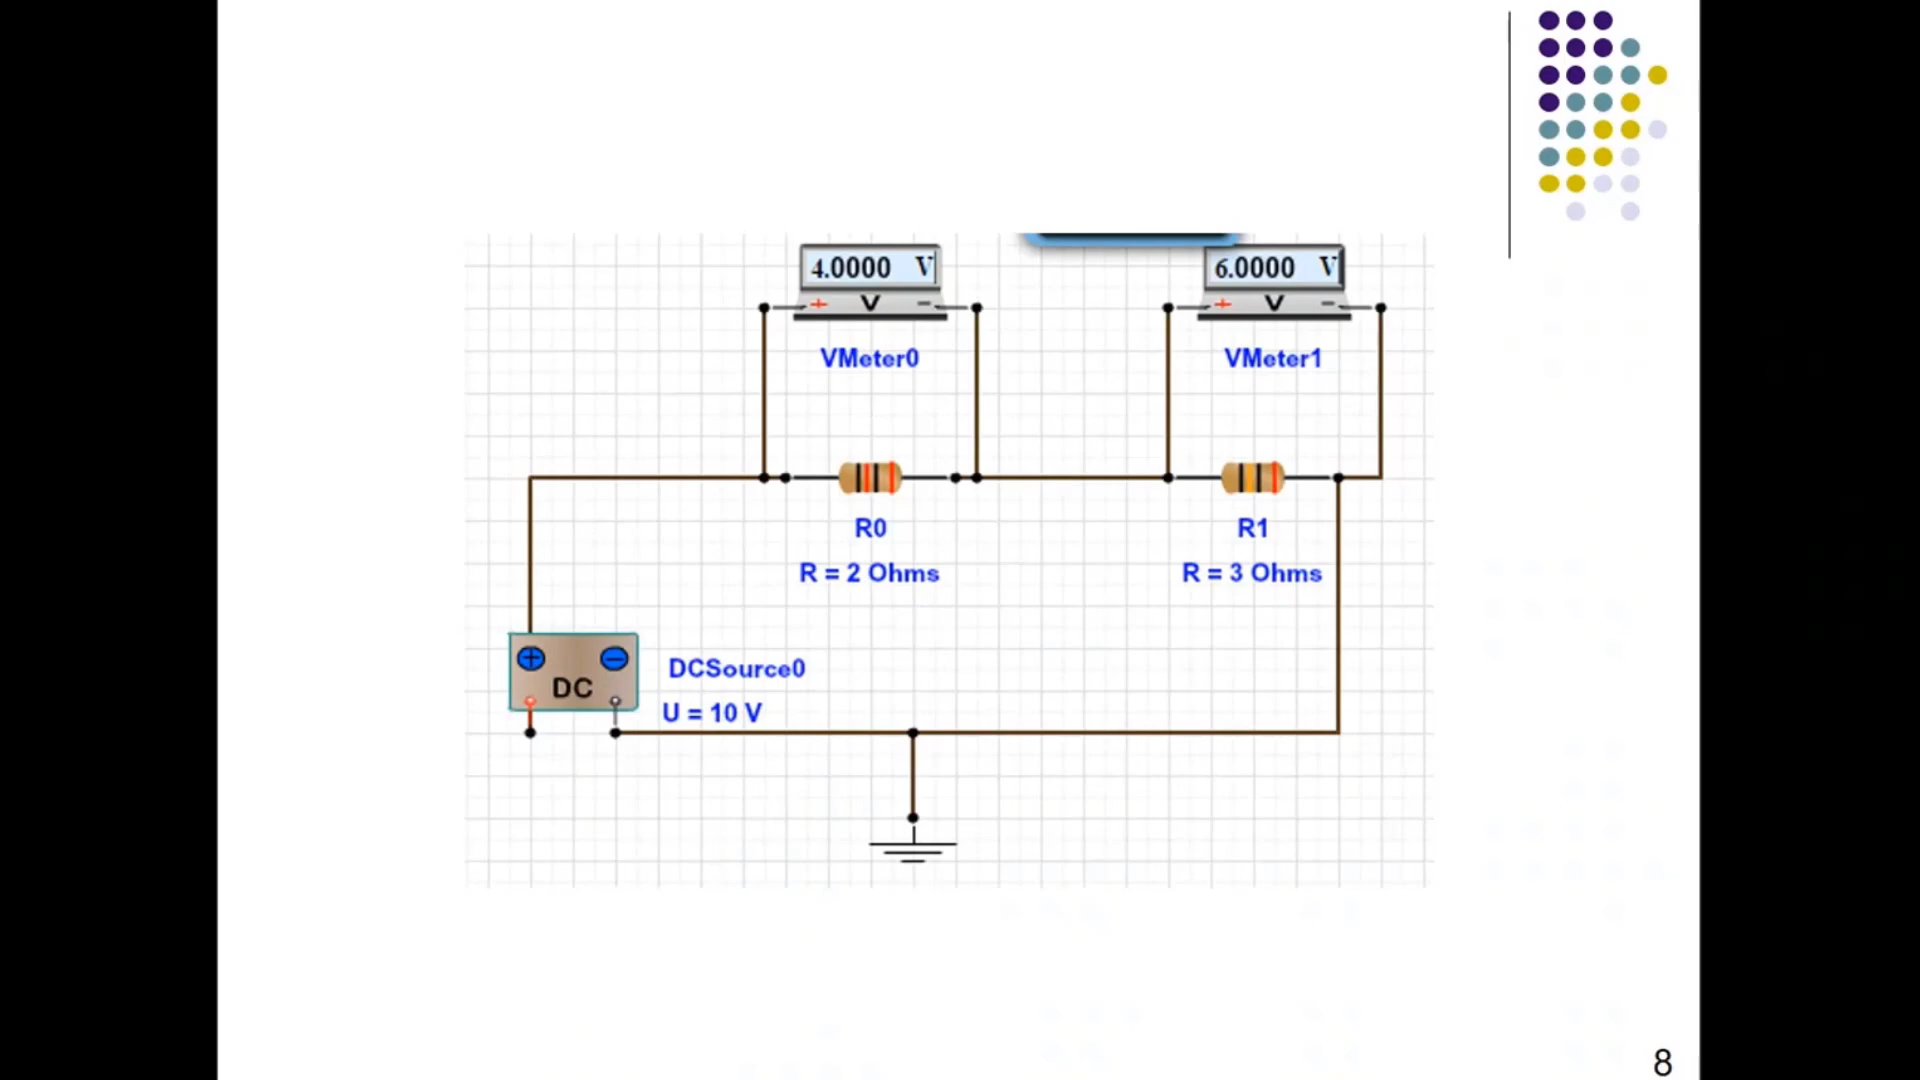 4.0000 V
6.0000 V
+ V −
+ V −
VMeter0
VMeter1
R0
R1
R = 2 Ohms
R = 3 Ohms
+ −
DC
DCSource0
U = 10 V
8